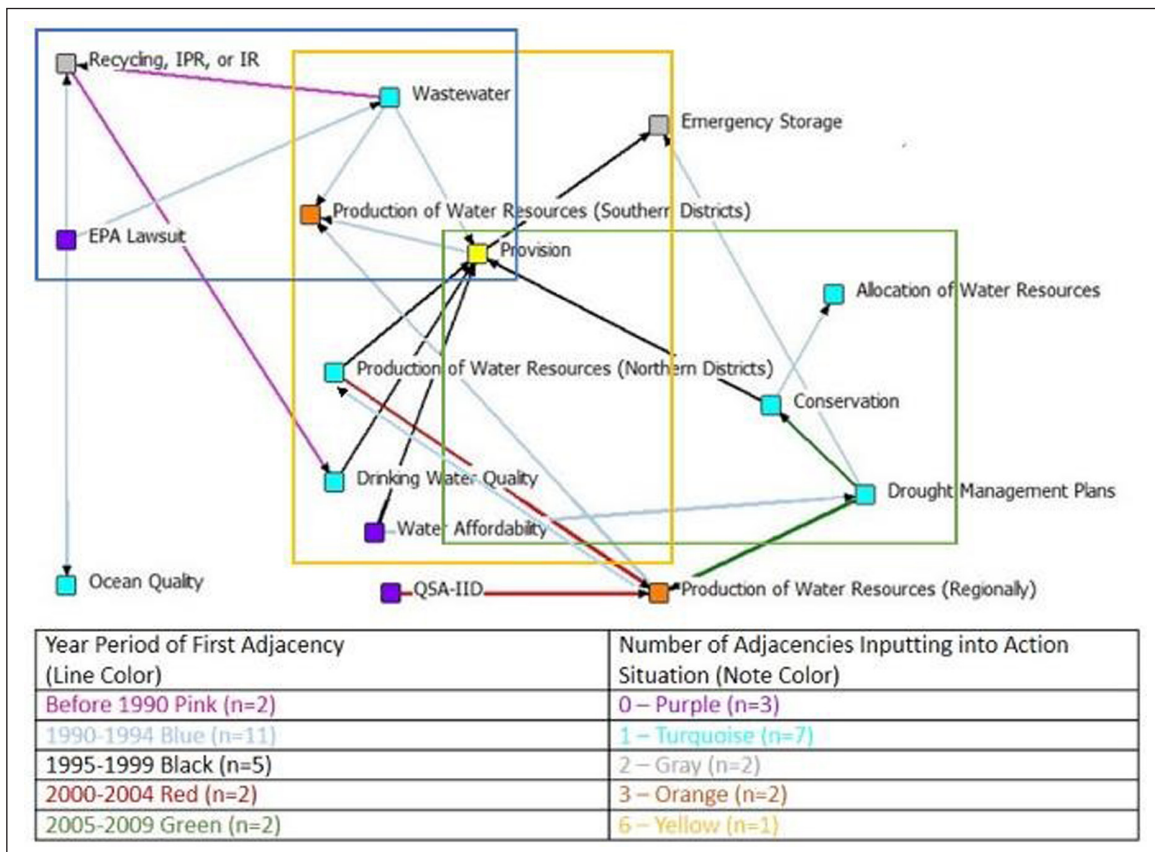 Recycling, IPR, or IR
Wastewater
Emergency Storage
Production of Water Resources (Southern Districts)
EPA Lawsuit
Provision
Allocation of Water Resources
Production of Water Resources (Northern Districts)
Conservation
Drinking Water Quality
Drought Management Plans
Water Affordability
Ocean Quality
QSA-IID
Production of Water Resources (Regionally)
Year Period of First Adjacency
(Line Color)
Number of Adjacencies Inputting into Action
Situation (Note Color)
Before 1990 Pink (n=2)
0 – Purple (n=3)
1990-1994 Blue (n=11)
1 – Turquoise (n=7)
1995-1999 Black (n=5)
2 – Gray (n=2)
2000-2004 Red (n=2)
3 – Orange (n=2)
2005-2009 Green (n=2)
6 – Yellow (n=1)